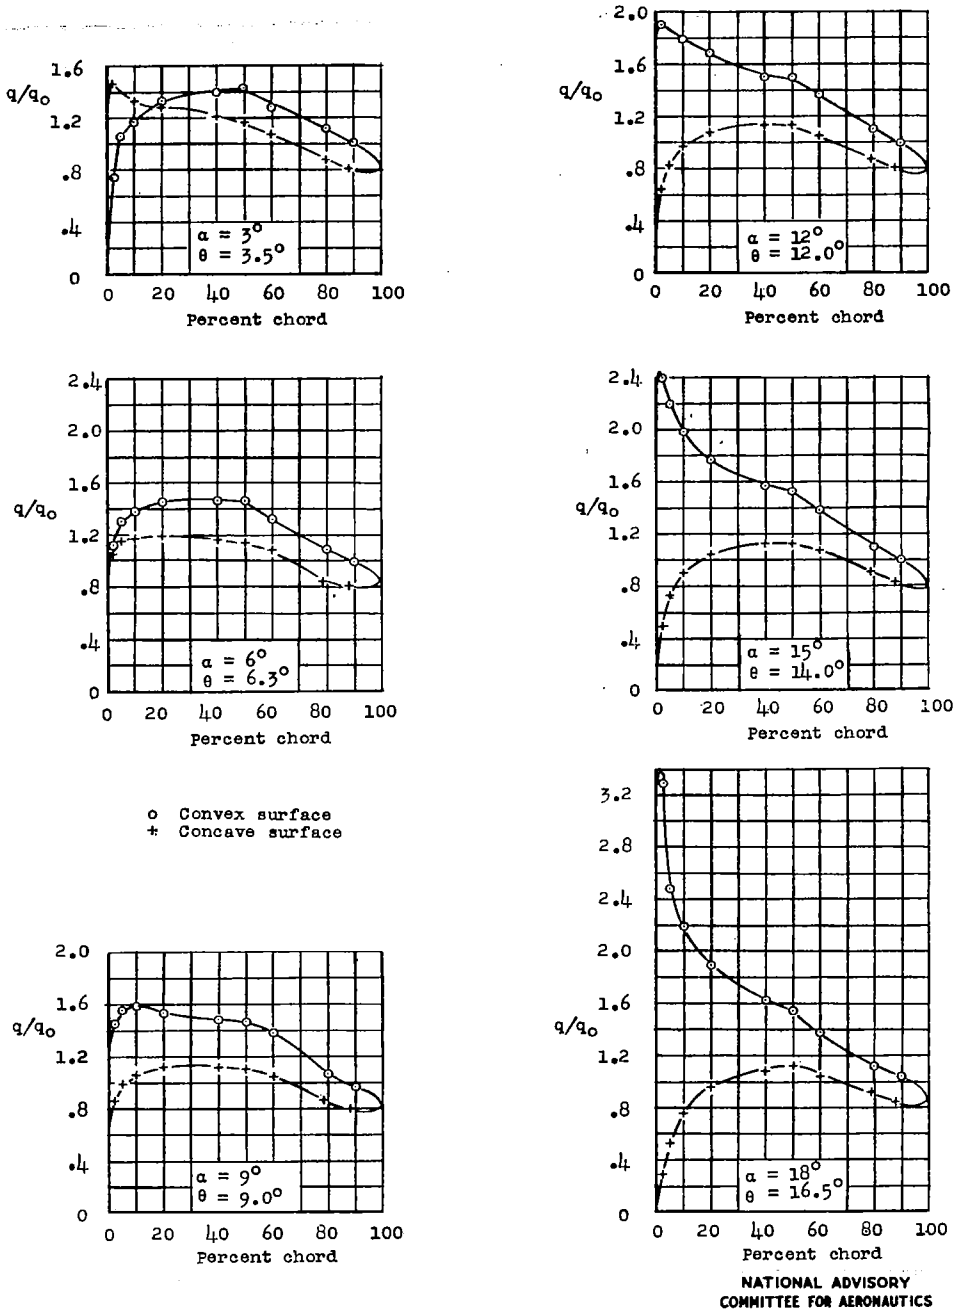 1.6
q/qo
1.2
.8
.4
0
α = 3°
θ = 3.5°
0 20 40 60 80 100
Percent chord
2.0
1.6
q/qo
1.2
.8
.4
0
α = 12°
θ = 12.0°
0 20 40 60 80 100
Percent chord
2.4
2.0
1.6
q/qo
1.2
.8
.4
0
α = 6°
θ = 6.3°
0 20 40 60 80 100
Percent chord
2.4
2.0
1.6
q/qo
1.2
.8
.4
0
α = 15°
θ = 14.0°
0 20 40 60 80 100
Percent chord
o Convex surface
+ Concave surface
2.0
1.6
q/qo
1.2
.8
.4
0
α = 9°
θ = 9.0°
0 20 40 60 80 100
Percent chord
3.2
2.8
2.4
2.0
1.6
q/qo
1.2
.8
.4
0
α = 18°
θ = 16.5°
0 20 40 60 80 100
Percent chord
NATIONAL ADVISORY
COMMITTEE FOR AERONAUTICS